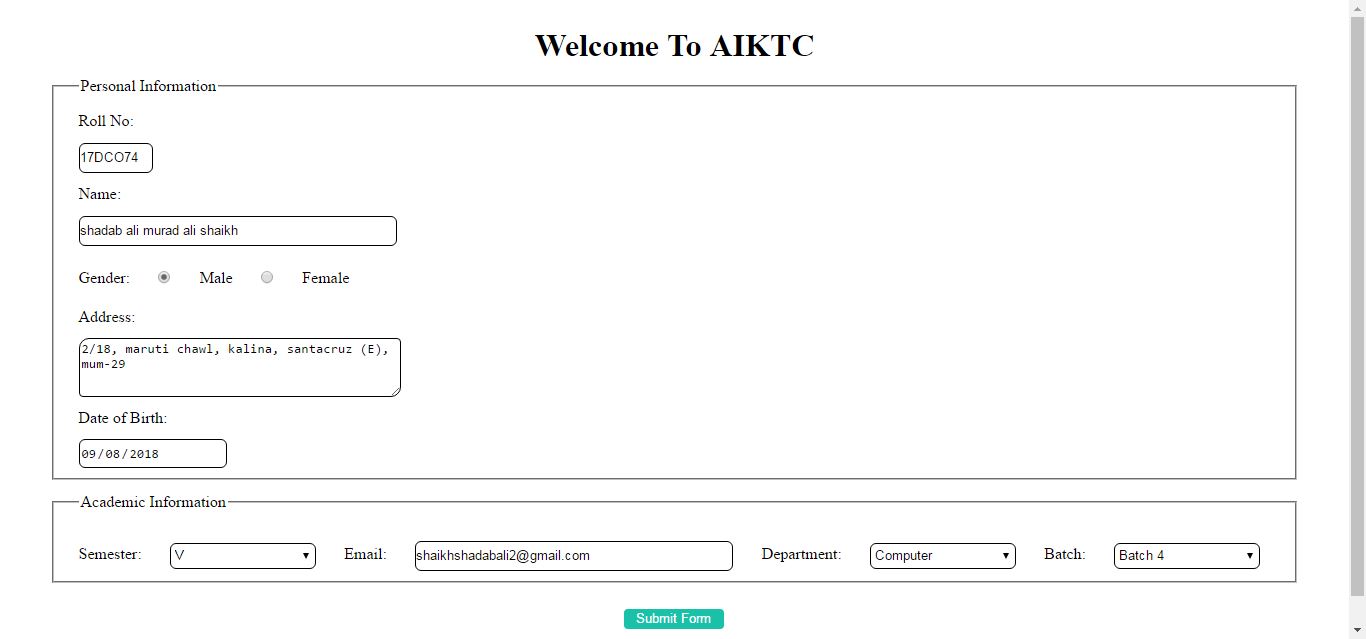 Welcome To AIKTC
Personal Information
Roll No:
17DCO74
Name:
shadab ali murad ali shaikh
Gender: Male Female
Address:
2/18, maruti chawl, kalina, santacruz (E),
mum-29
Date of Birth:
09/08/2018
Academic Information
Semester: V Email: shaikhshadabali2@gmail.com Department: Computer Batch: Batch 4
Submit Form